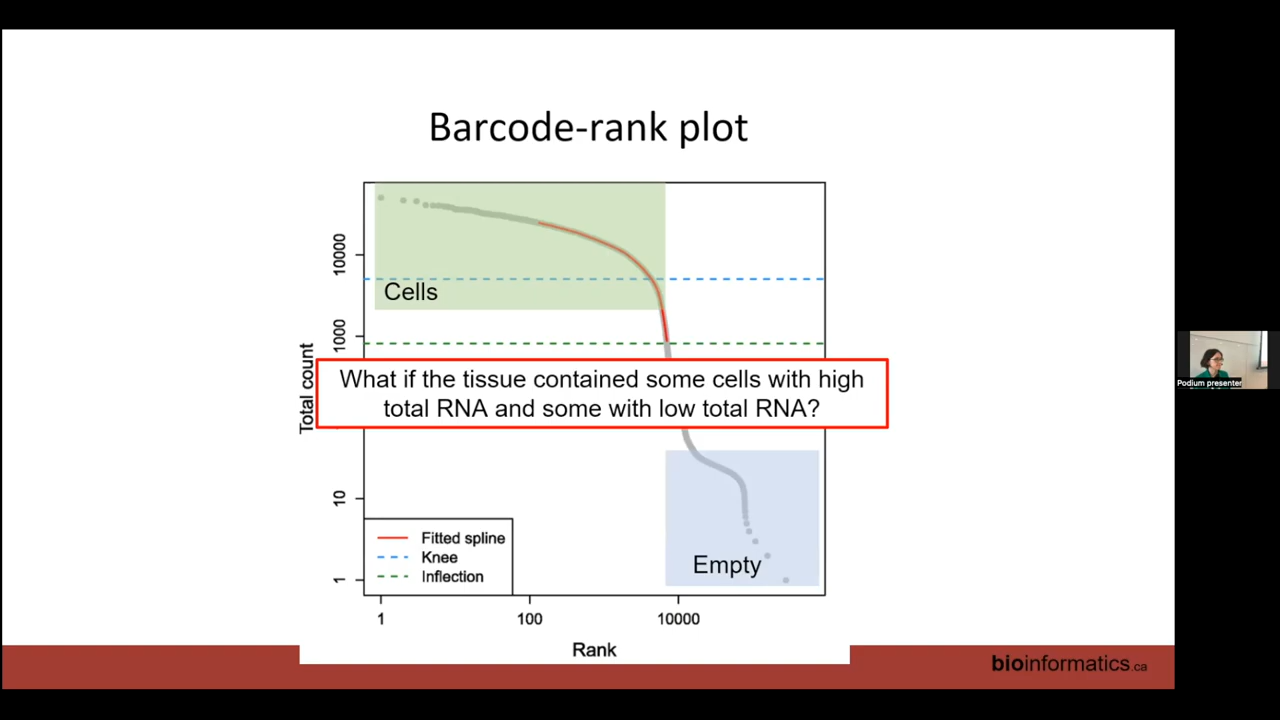 Barcode-rank plot
10000
1000
10
1
Total count
Cells
What if the tissue contained some cells with high
total RNA and some with low total RNA?
Empty
Fitted spline
Knee
Inflection
1
100
10000
Rank
bioinformatics.ca
Podium presenter